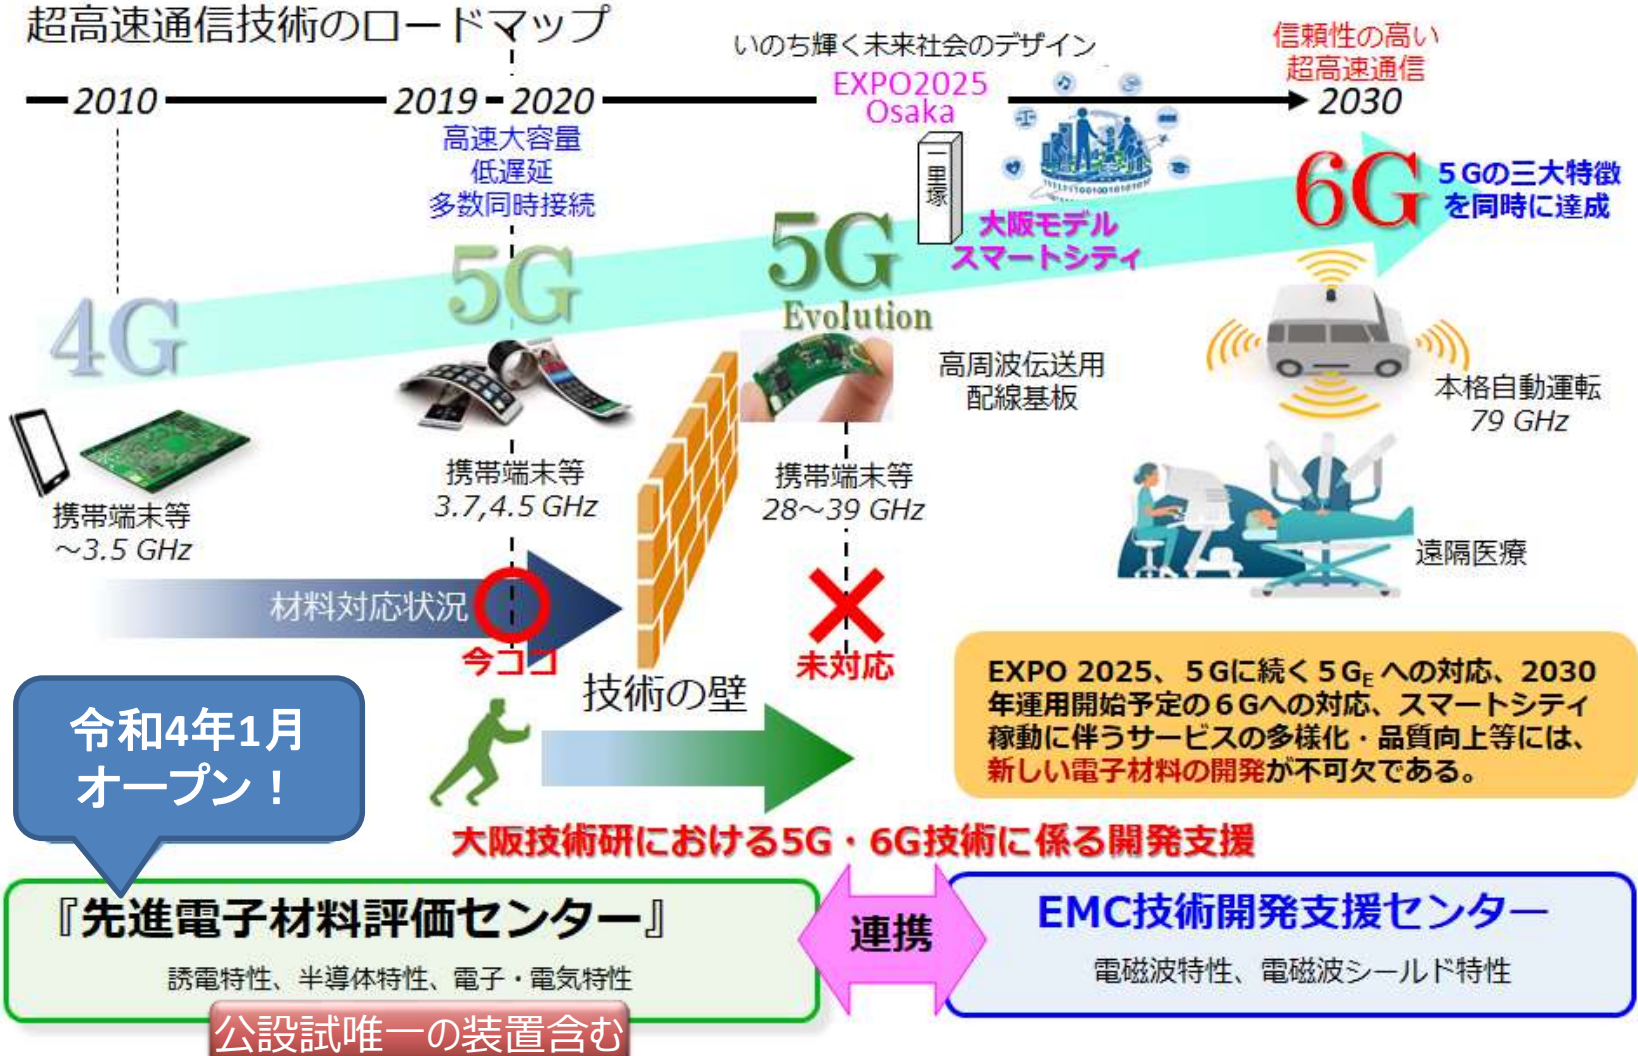 超高速通信技術のロードマップ
いのち輝く未来社会のデザイン
信頼性の高い
超高速通信
2010
2019
2020
EXPO2025
Osaka
2030
高速大容量
低遅延
多数同時接続
一里塚
大阪モデル
スマートシティ
4G
5G
5G
Evolution
6G
5Gの三大特徴
を同時に達成
高周波伝送用
配線基板
本格自動運転
79 GHz
携帯端末等
～3.5 GHz
携帯端末等
3.7,4.5 GHz
携帯端末等
28～39 GHz
遠隔医療
材料対応状況
今ココ
技術の壁
未対応
EXPO 2025、5Gに続く5GE への対応、2030
年運用開始予定の6Gへの対応、スマートシティ
稼動に伴うサービスの多様化・品質向上等には、
新しい電子材料の開発が不可欠である。
令和4年1月
オープン！
大阪技術研における5G・6G技術に係る開発支援
『先進電子材料評価センター』
誘電特性、半導体特性、電子・電気特性
公設試唯一の装置含む
連携
EMC技術開発支援センター
電磁波特性、電磁波シールド特性